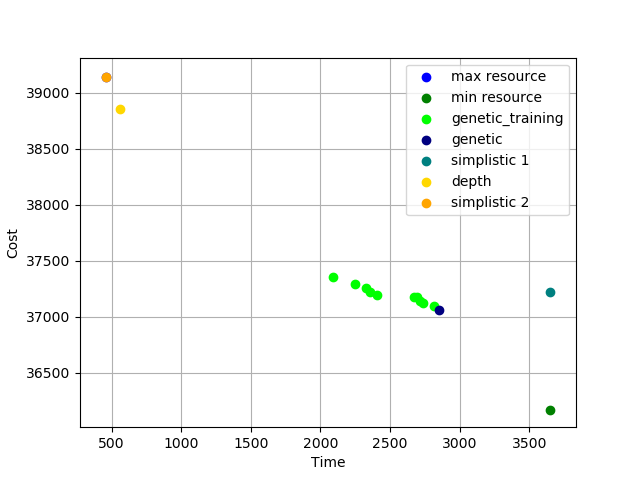 39000
38500
38000
37500
37000
36500
Cost
max resource
min resource
genetic_training
genetic
simplistic 1
depth
simplistic 2
500 1000 1500 2000 2500 3000 3500
Time